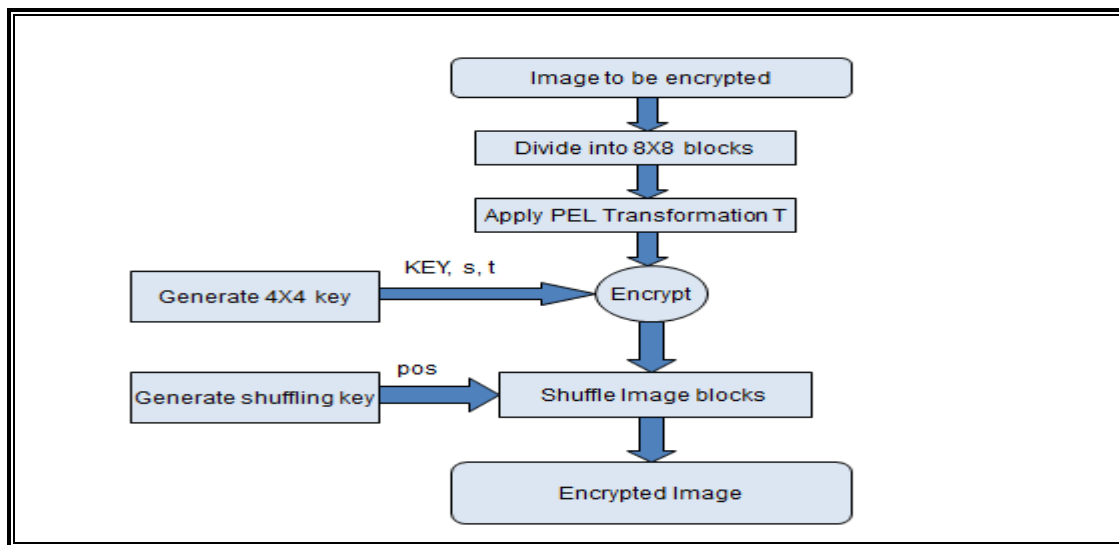 Image to be encrypted
Divide into 8X8 blocks
Apply PEL Transformation T
KEY, s, t
Generate 4X4 key
Encrypt
pos
Generate shuffling key
Shuffle Image blocks
Encrypted Image